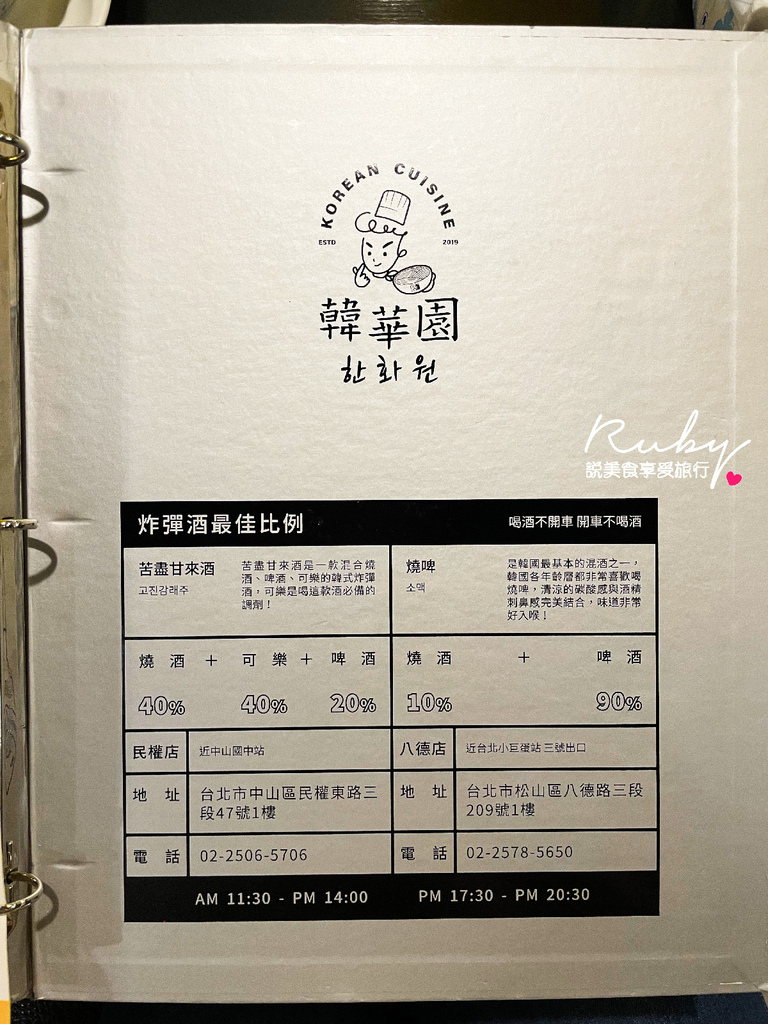 KOREAN CUISINE
ESTD 2019
韓華園
한화원
Ruby
説美食享受旅行
炸彈酒最佳比例 喝酒不開車 開車不喝酒
苦盡甘來酒
고진감래주
苦盡甘來酒是一款混合燒
酒、啤酒、可樂的韓式炸彈
酒，可樂是喝這款酒必備的
調劑！
燒啤
소맥
是韓國最基本的混酒之一，
韓國各年齡層都非常喜歡喝
燒啤，清涼的碳酸感與酒精
刺鼻感完美結合，味道非常
好入喉！
燒酒 + 可樂 + 啤酒
40% 40% 20%
燒酒 + 啤酒
10% 90%
民權店 近中山國中站
地址 台北市中山區民權東路三
段47號1樓
電話 02-2506-5706
八德店 近台北小巨蛋站 三號出口
地址 台北市松山區八德路三段
209號1樓
電話 02-2578-5650
AM 11:30 - PM 14:00 PM 17:30 - PM 20:30